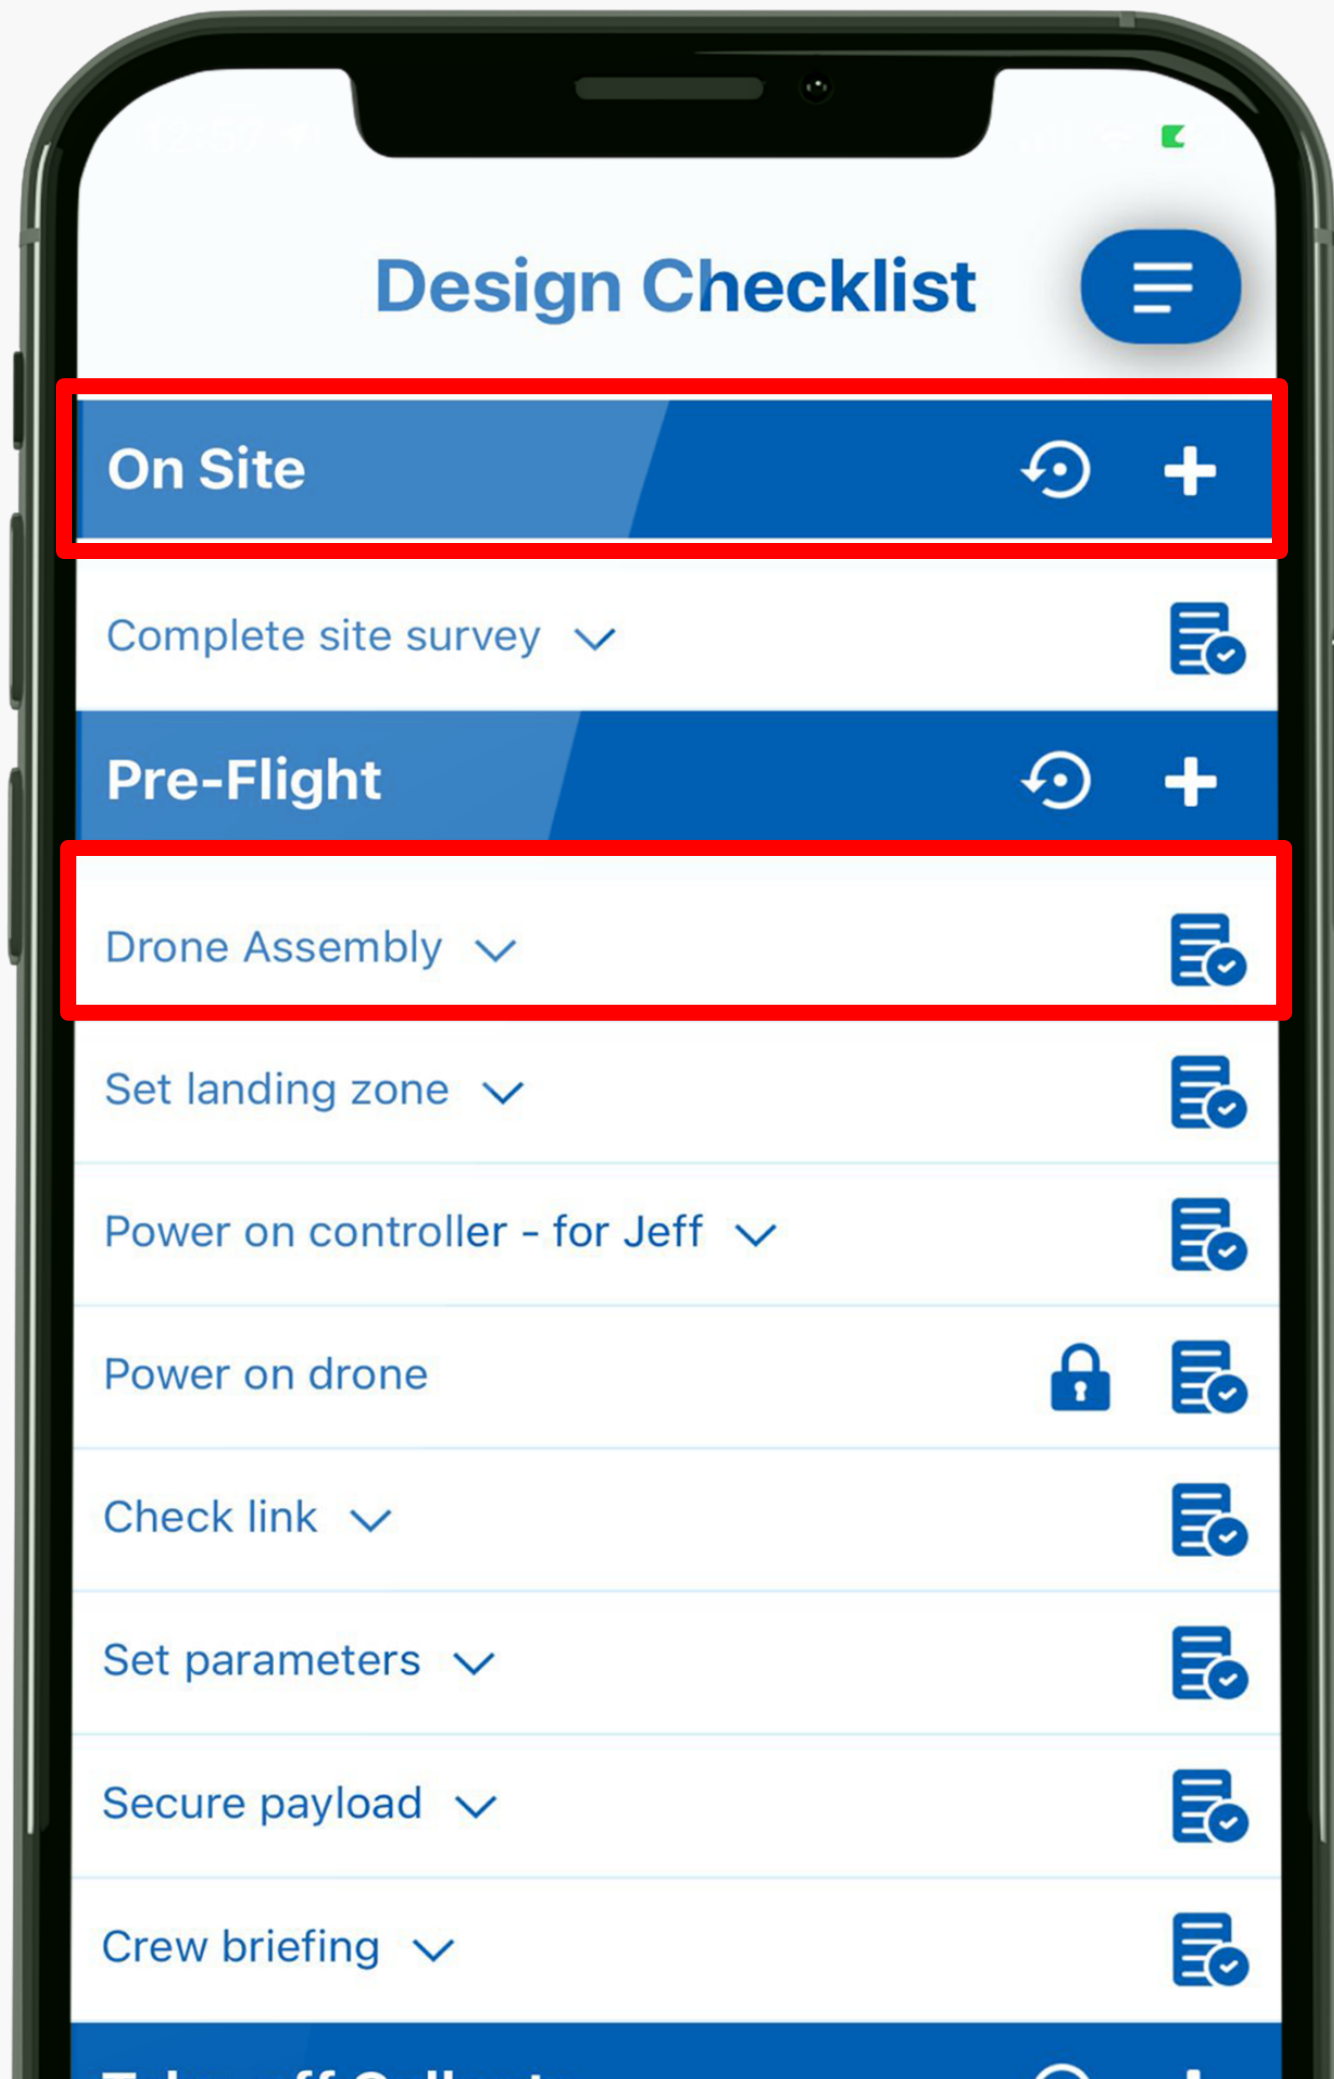 Design Checklist
On Site
Complete site survey
Pre-Flight
Drone Assembly
Set landing zone
Power on controller - for Jeff
Power on drone
Check link
Set parameters
Secure payload
Crew briefing